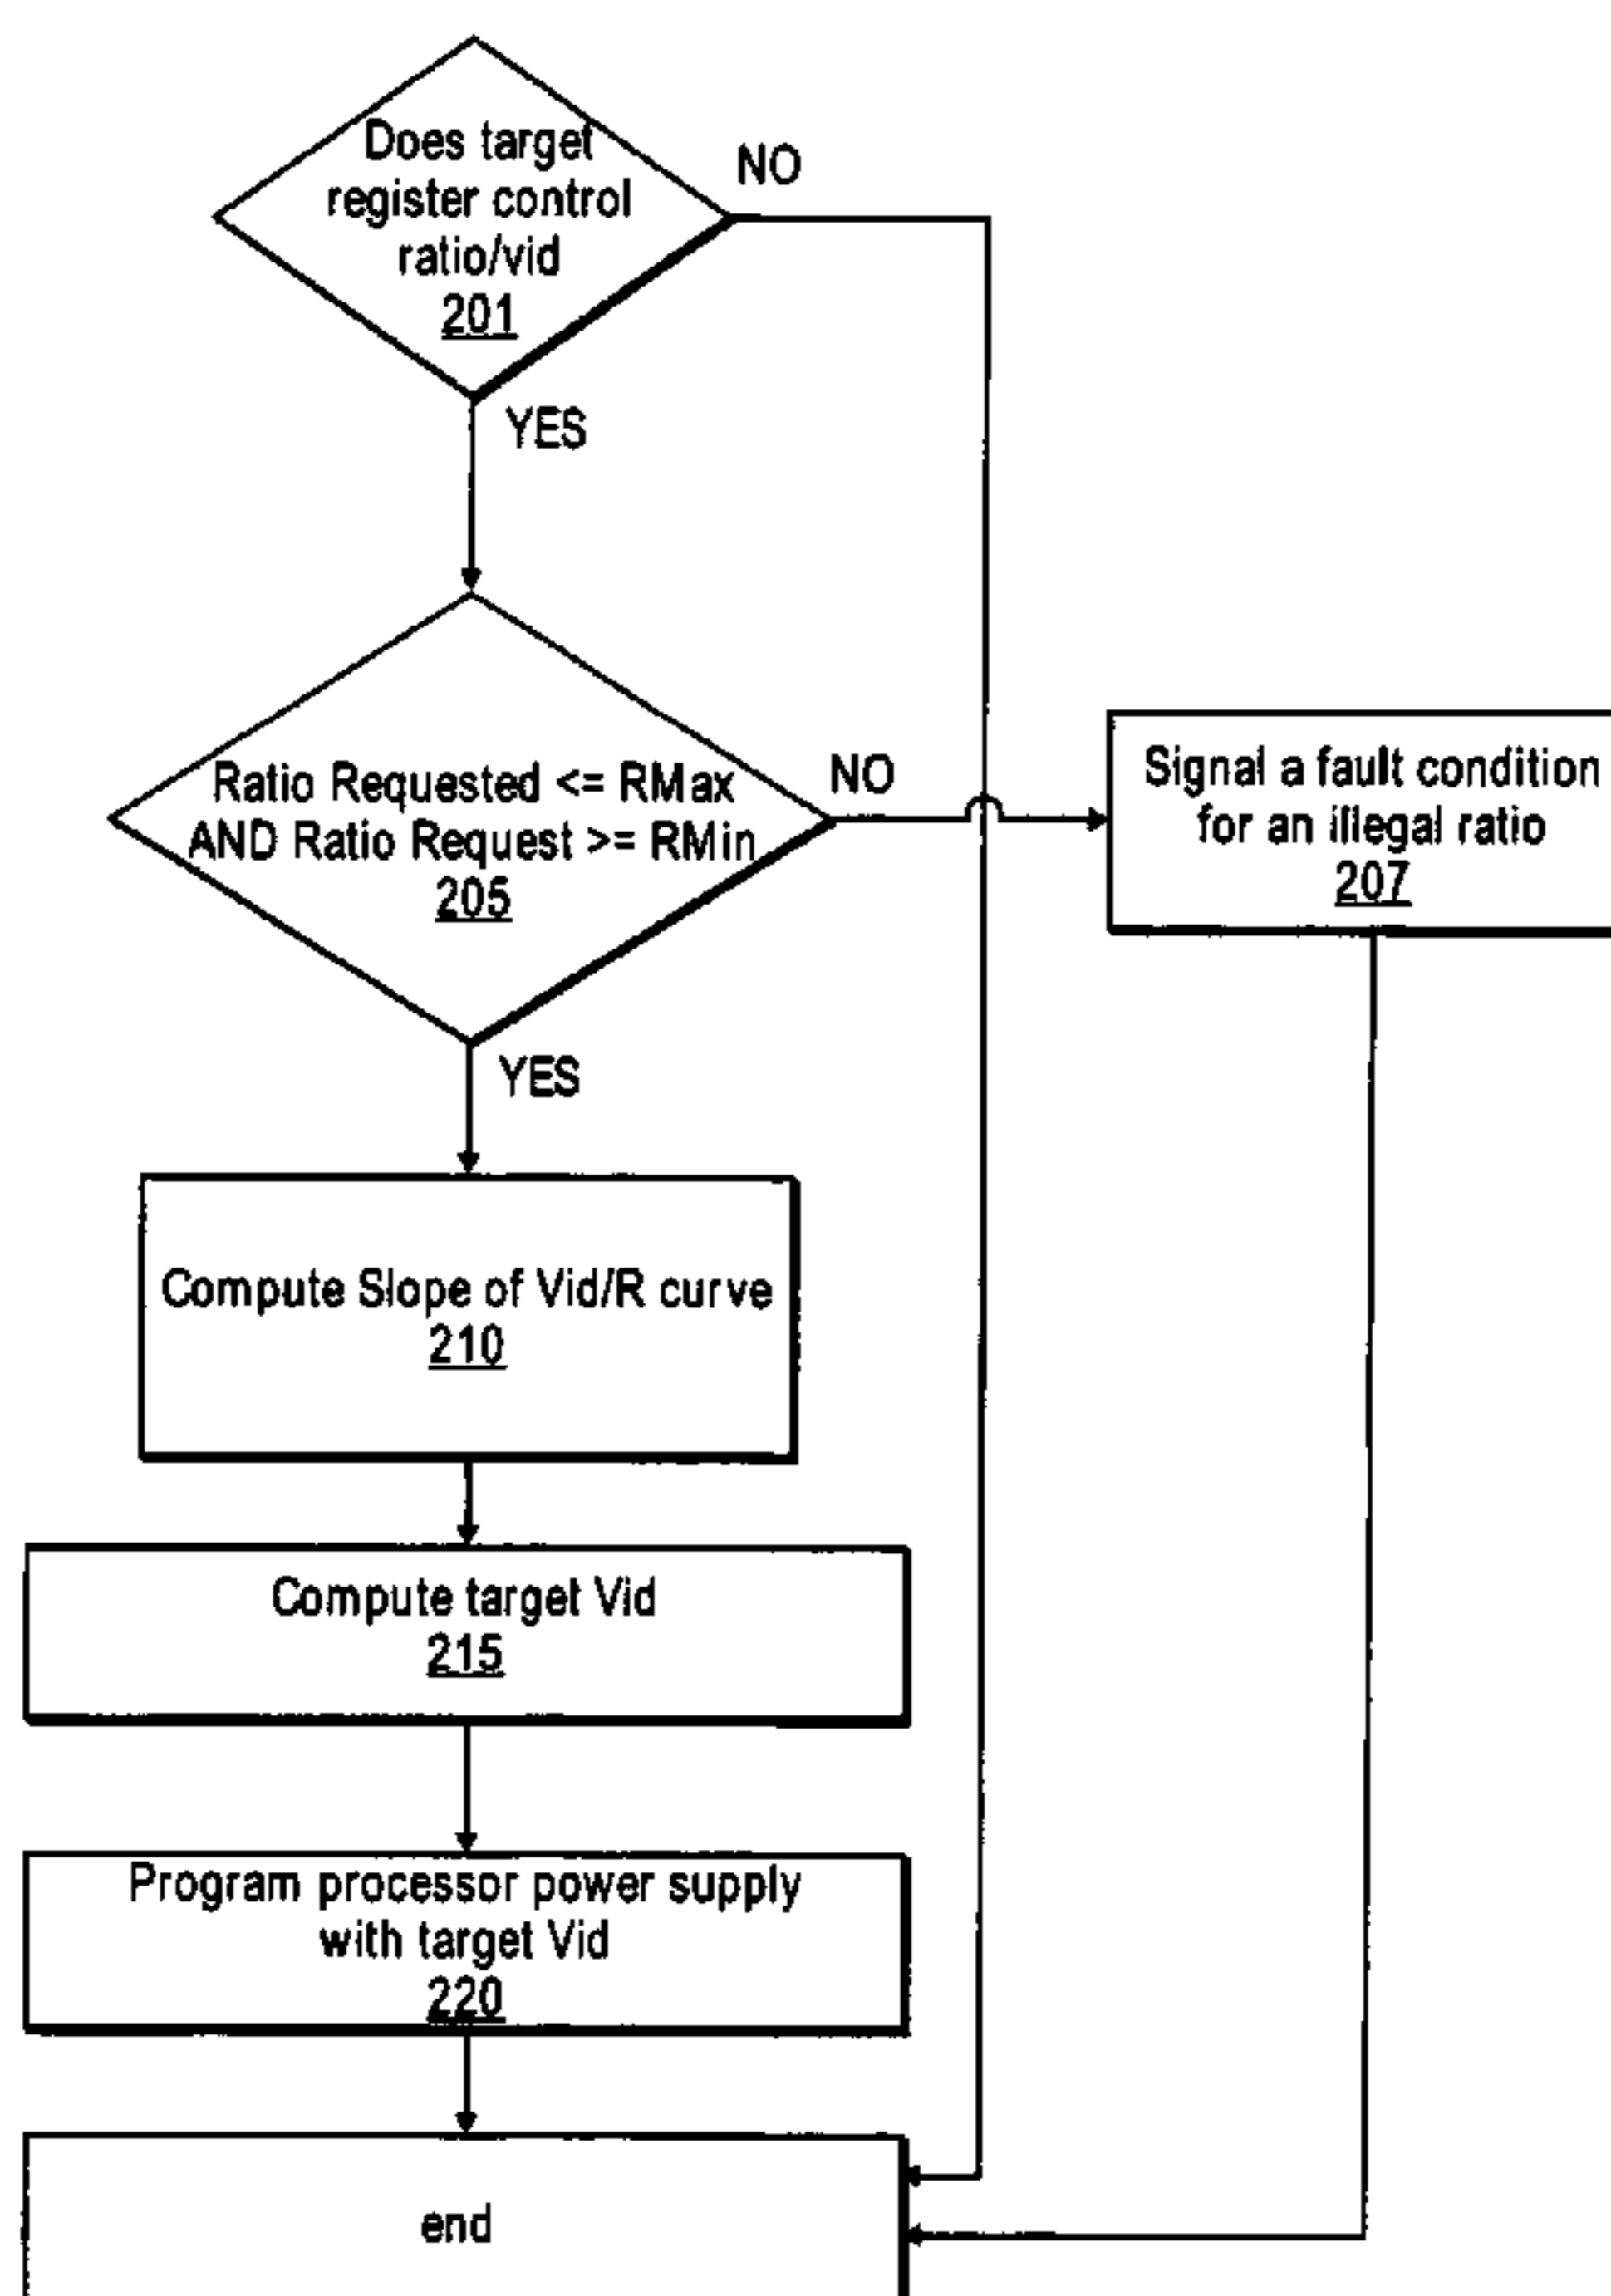 Does target
register control
ratio/vid
201
NO
YES
Ratio Requested <= RMax
AND Ratio Request >= RMin
205
NO
Signal a fault condition
for an illegal ratio
207
YES
Compute Slope of Vid/R curve
210
Compute target Vid
215
Program processor power supply
with target Vid
220
end